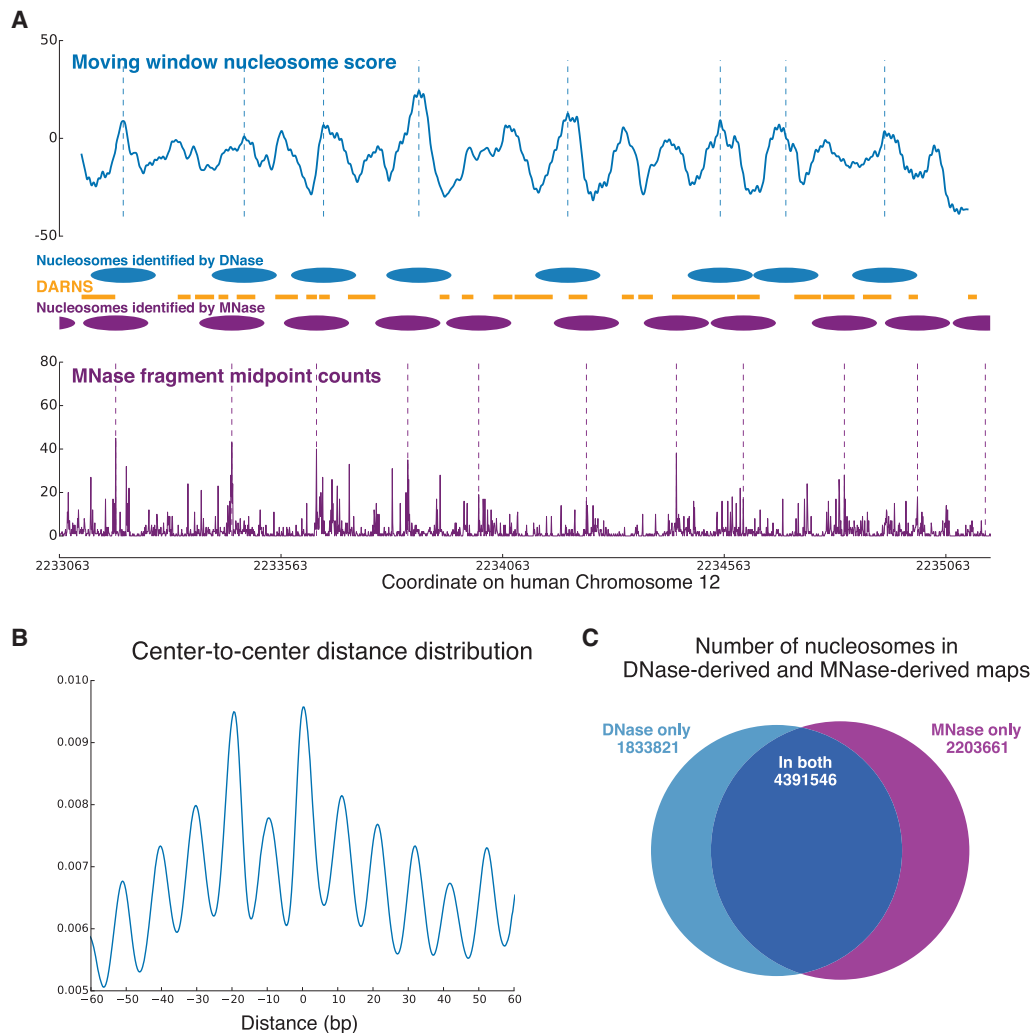 A
50
Moving window nucleosome score
0
-50
Nucleosomes identified by DNase
DARNS
Nucleosomes identified by MNase
80
MNase fragment midpoint counts
60
40
20
0
2233063 2233563 2234063 2234563 2235063
Coordinate on human Chromosome 12
B
Center-to-center distance distribution
0.010
0.009
0.008
0.007
0.006
0.005
−60 −50 −40 −30 −20 −10 0 10 20 30 40 50 60
Distance (bp)
C
Number of nucleosomes in
DNase-derived and MNase-derived maps
DNase only
1833821
MNase only
2203661
In both
4391546